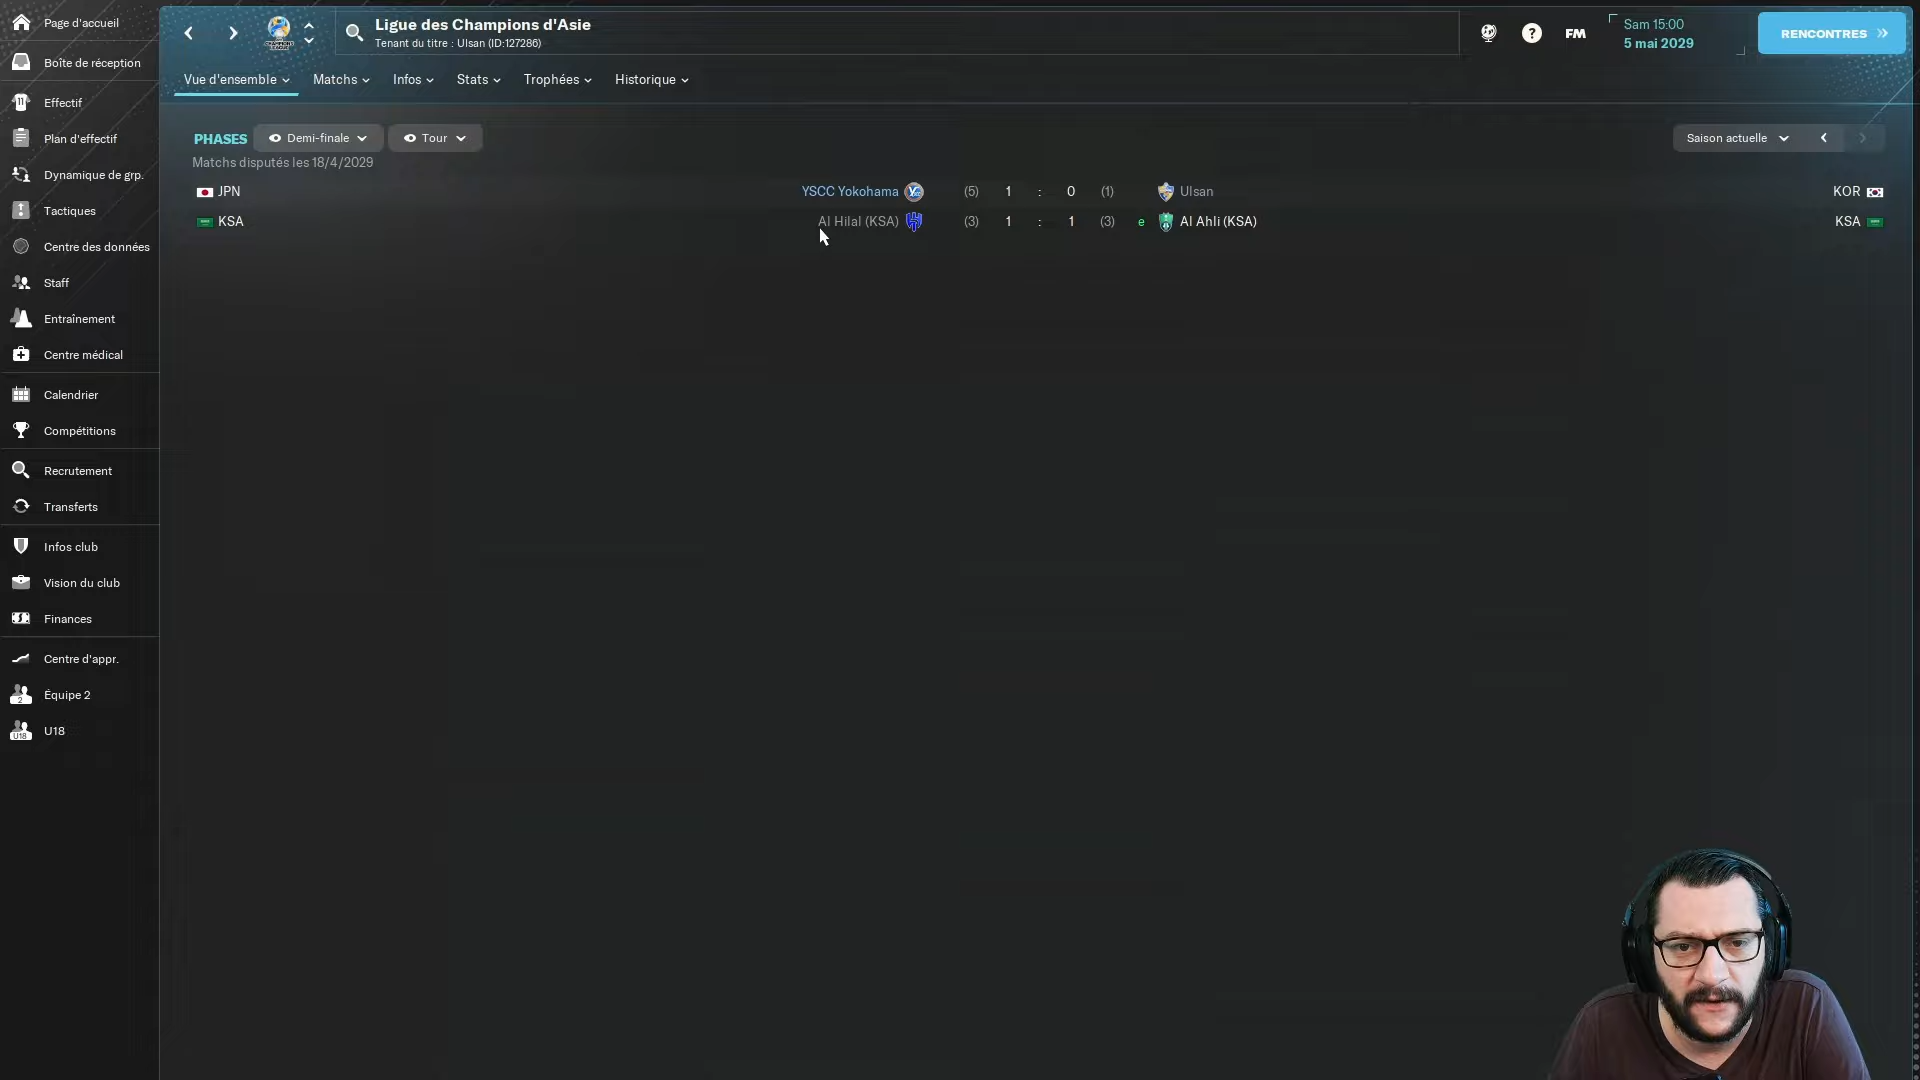 Page d'accueil
Boîte de réception
Effectif
Plan d'effectif
Dynamique de grp.
Tactiques
Centre des données
Staff
Entraînement
Centre médical
Calendrier
Compétitions
Recrutement
Transferts
Infos club
Vision du club
Finances
Centre d'appr.
Équipe 2
U18
Ligue des Champions d'Asie
Tenant du titre : Ulsan (ID:127286)
FM
Sam 15:00
5 mai 2029
RENCONTRES
Vue d'ensemble Matchs Infos Stats Trophées Historique
PHASES Demi-finale Tour Saison actuelle
Matchs disputés les 18/4/2029
JPN YSCC Yokohama (5) 1 : 0 (1) Ulsan KOR
KSA Al Hilal (KSA) (3) 1 : 1 (3) e Al Ahli (KSA) KSA